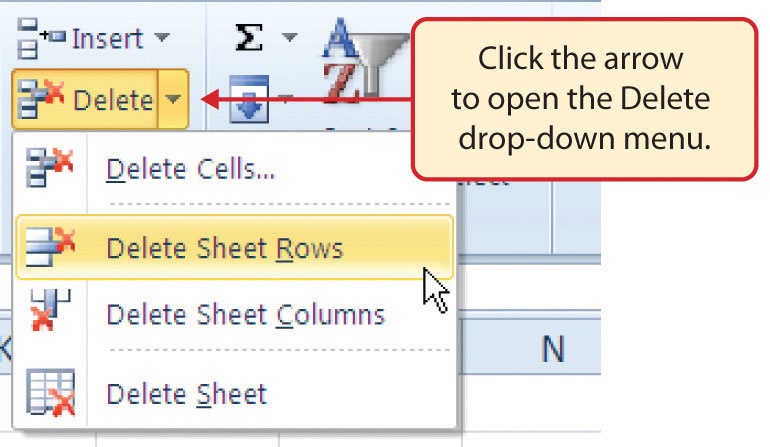 Insert
Delete
Click the arrow
to open the Delete
drop-down menu.
Delete Cells...
Delete Sheet Rows
Delete Sheet Columns
Delete Sheet
K
N